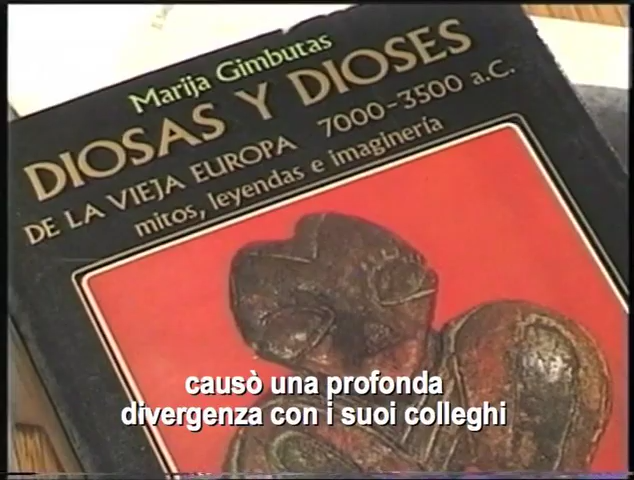 Marija Gimbutas
DIOSAS Y DIOSES
DE LA VIEJA EUROPA 7000-3500 a.C.
mitos, leyendas e imaginería
causò una profonda
divergenza con i suoi colleghi